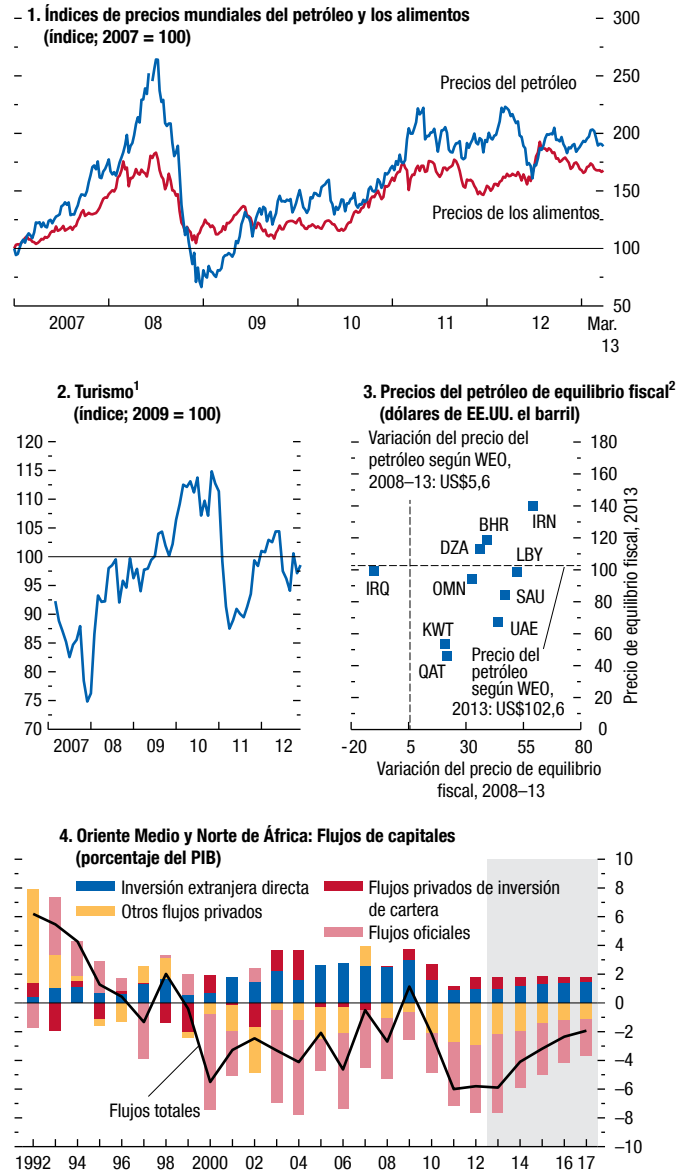 1. Índices de precios mundiales del petróleo y los alimentos
(índice; 2007 = 100)
300
250
200
150
100
50
Precios del petróleo
Precios de los alimentos
2007 08 09 10 11 12 Mar.
13
2. Turismo1
(índice; 2009 = 100)
120
115
110
105
100
95
90
85
80
75
70
2007 08 09 10 11 12
3. Precios del petróleo de equilibrio fiscal2
(dólares de EE.UU. el barril)
Variación del precio del
petróleo según WEO,
2008–13: US$5,6
180
160
140
120
100
80
60
40
20
0
Precio de equilibrio fiscal, 2013
IRN
BHR
DZA
LBY
IRQ
OMN
SAU
UAE
KWT
QAT
Precio del
petróleo
según WEO,
2013: US$102,6
-20 5 30 55 80
Variación del precio de equilibrio
fiscal, 2008–13
4. Oriente Medio y Norte de África: Flujos de capitales
(porcentaje del PIB)
Inversión extranjera directa
Otros flujos privados
Flujos privados de inversión
de cartera
Flujos oficiales
10
8
6
4
2
0
–2
–4
–6
–8
–10
Flujos totales
1992 94 96 98 2000 02 04 06 08 10 12 14 16 17